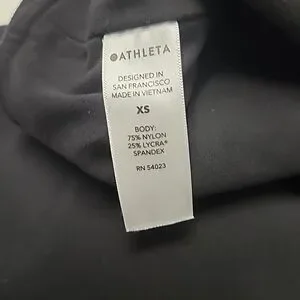 ATHLETA
DESIGNED IN
SAN FRANCISCO
MADE IN VIETNAM
XS
BODY:
75% NYLON
25% LYCRA®
SPANDEX
RN 54023